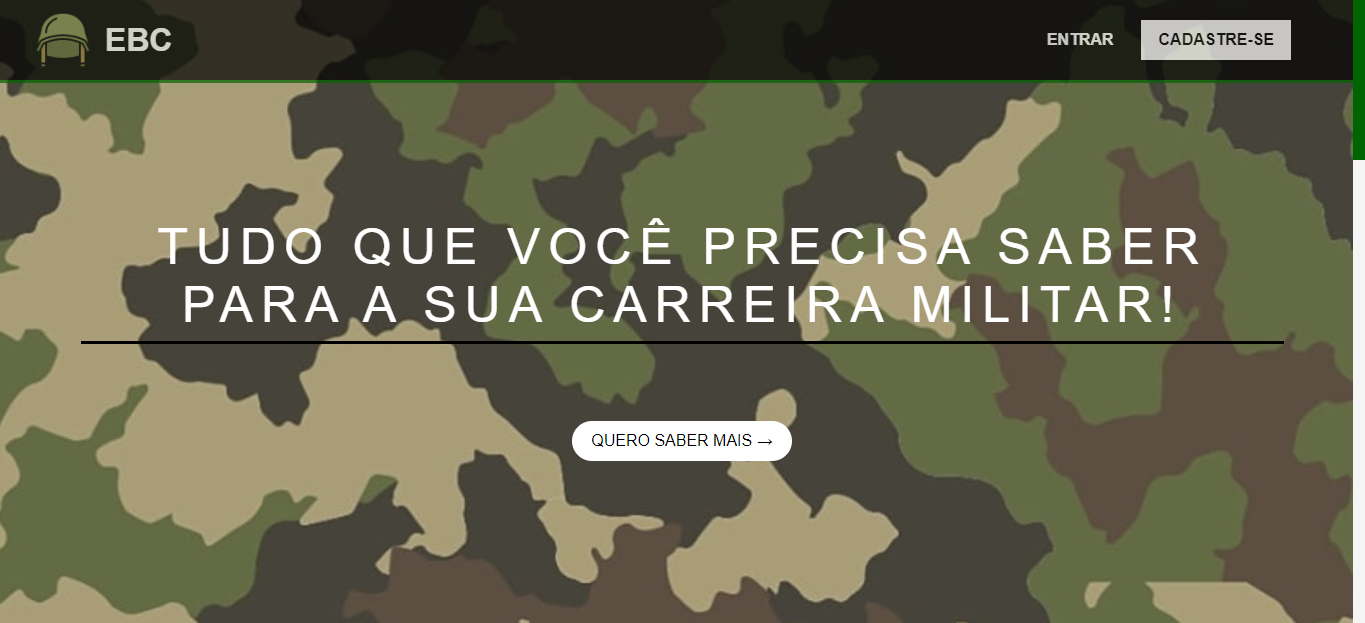 EBC
ENTRAR
CADASTRE-SE
TUDO QUE VOCÊ PRECISA SABER
PARA A SUA CARREIRA MILITAR!
QUERO SABER MAIS →